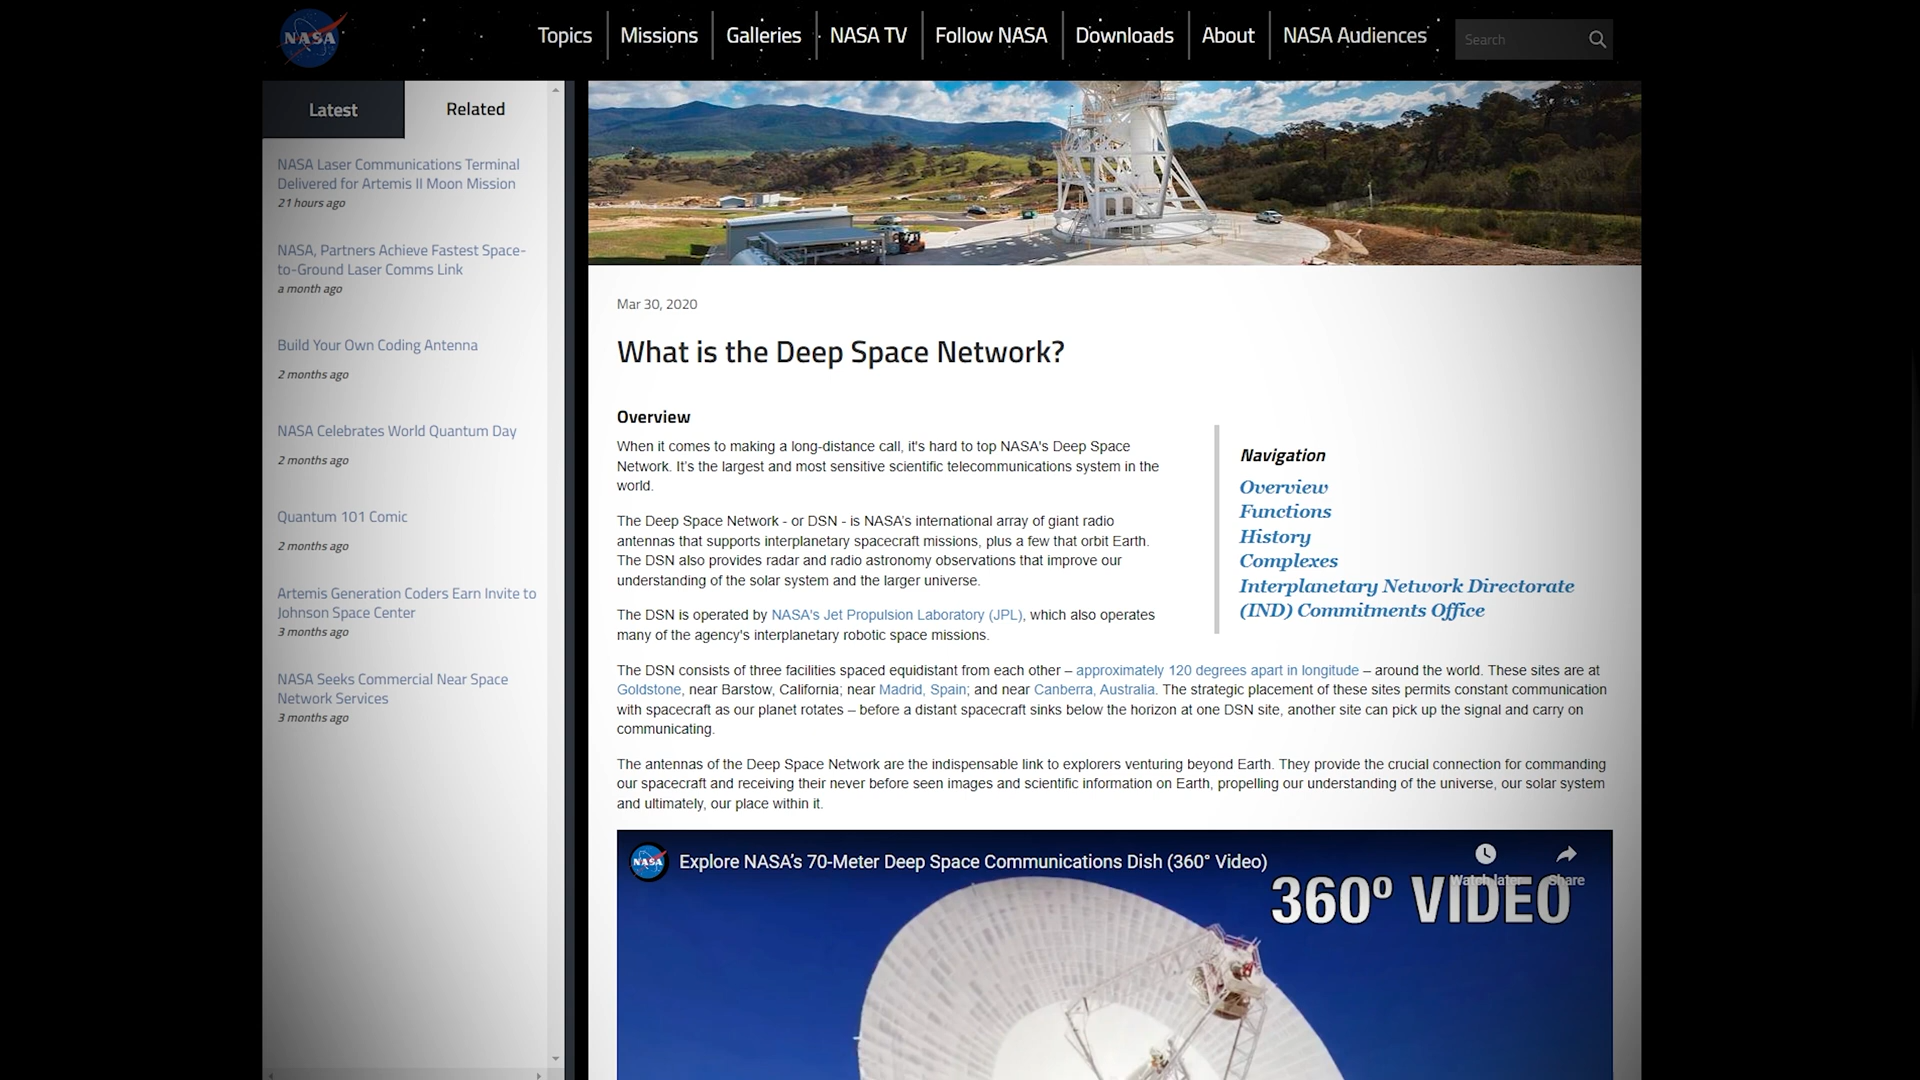 NASA
Topics
Missions
Galleries
NASA TV
Follow NASA
Downloads
About
NASA Audiences
Search
Latest
Related
NASA Laser Communications Terminal
Delivered for Artemis II Moon Mission
21 hours ago
NASA, Partners Achieve Fastest Space-
to-Ground Laser Comms Link
a month ago
Build Your Own Coding Antenna
2 months ago
NASA Celebrates World Quantum Day
2 months ago
Quantum 101 Comic
2 months ago
Artemis Generation Coders Earn Invite to
Johnson Space Center
3 months ago
NASA Seeks Commercial Near Space
Network Services
3 months ago
Mar 30, 2020
What is the Deep Space Network?
Overview
When it comes to making a long-distance call, it's hard to top NASA's Deep Space
Network. It's the largest and most sensitive scientific telecommunications system in the
world.
The Deep Space Network - or DSN - is NASA's international array of giant radio
antennas that supports interplanetary spacecraft missions, plus a few that orbit Earth.
The DSN also provides radar and radio astronomy observations that improve our
understanding of the solar system and the larger universe.
The DSN is operated by NASA's Jet Propulsion Laboratory (JPL), which also operates
many of the agency's interplanetary robotic space missions.
Navigation
Overview
Functions
History
Complexes
Interplanetary Network Directorate
(IND) Commitments Office
The DSN consists of three facilities spaced equidistant from each other – approximately 120 degrees apart in longitude – around the world. These sites are at
Goldstone, near Barstow, California; near Madrid, Spain; and near Canberra, Australia. The strategic placement of these sites permits constant communication
with spacecraft as our planet rotates – before a distant spacecraft sinks below the horizon at one DSN site, another site can pick up the signal and carry on
communicating.
The antennas of the Deep Space Network are the indispensable link to explorers venturing beyond Earth. They provide the crucial connection for commanding
our spacecraft and receiving their never before seen images and scientific information on Earth, propelling our understanding of the universe, our solar system
and ultimately, our place within it.
NASA
Explore NASA's 70-Meter Deep Space Communications Dish (360° Video)
Watch later
Share
360º VIDEO